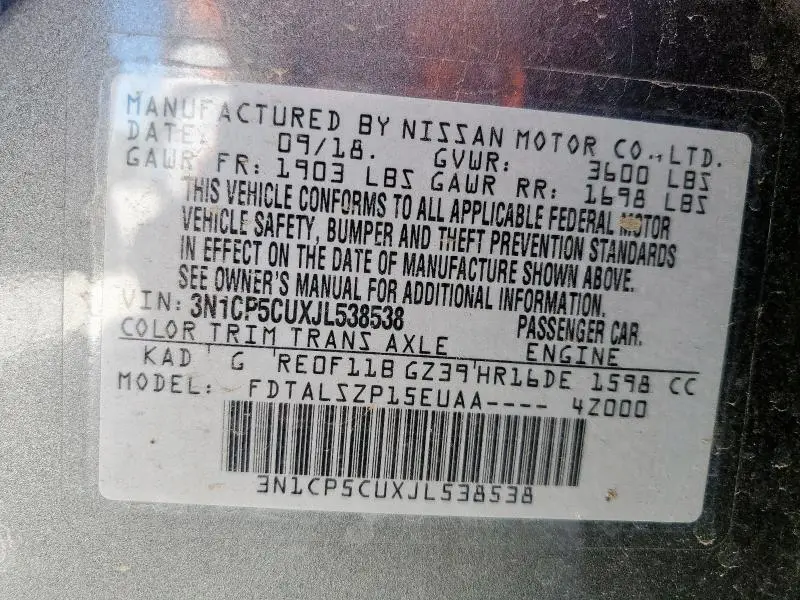 MANUFACTURED BY NISSAN MOTOR CO., LTD.
DATE: 09/18. GVWR: 3600 LBS
GAWR FR: 1903 LBS GAWR RR: 1698 LBS
THIS VEHICLE CONFORMS TO ALL APPLICABLE FEDERAL MOTOR
VEHICLE SAFETY, BUMPER AND THEFT PREVENTION STANDARDS
IN EFFECT ON THE DATE OF MANUFACTURE SHOWN ABOVE.
SEE OWNER'S MANUAL FOR ADDITIONAL INFORMATION.
VIN: 3N1CP5CUXJL538538 PASSENGER CAR.
COLOR TRIM TRANS AXLE ENGINE
KAD G RE0F11B GZ39 HR16DE 1598 CC
MODEL: FDTALSZP15EUAA---- 4Z000
3N1CP5CUXJL538538